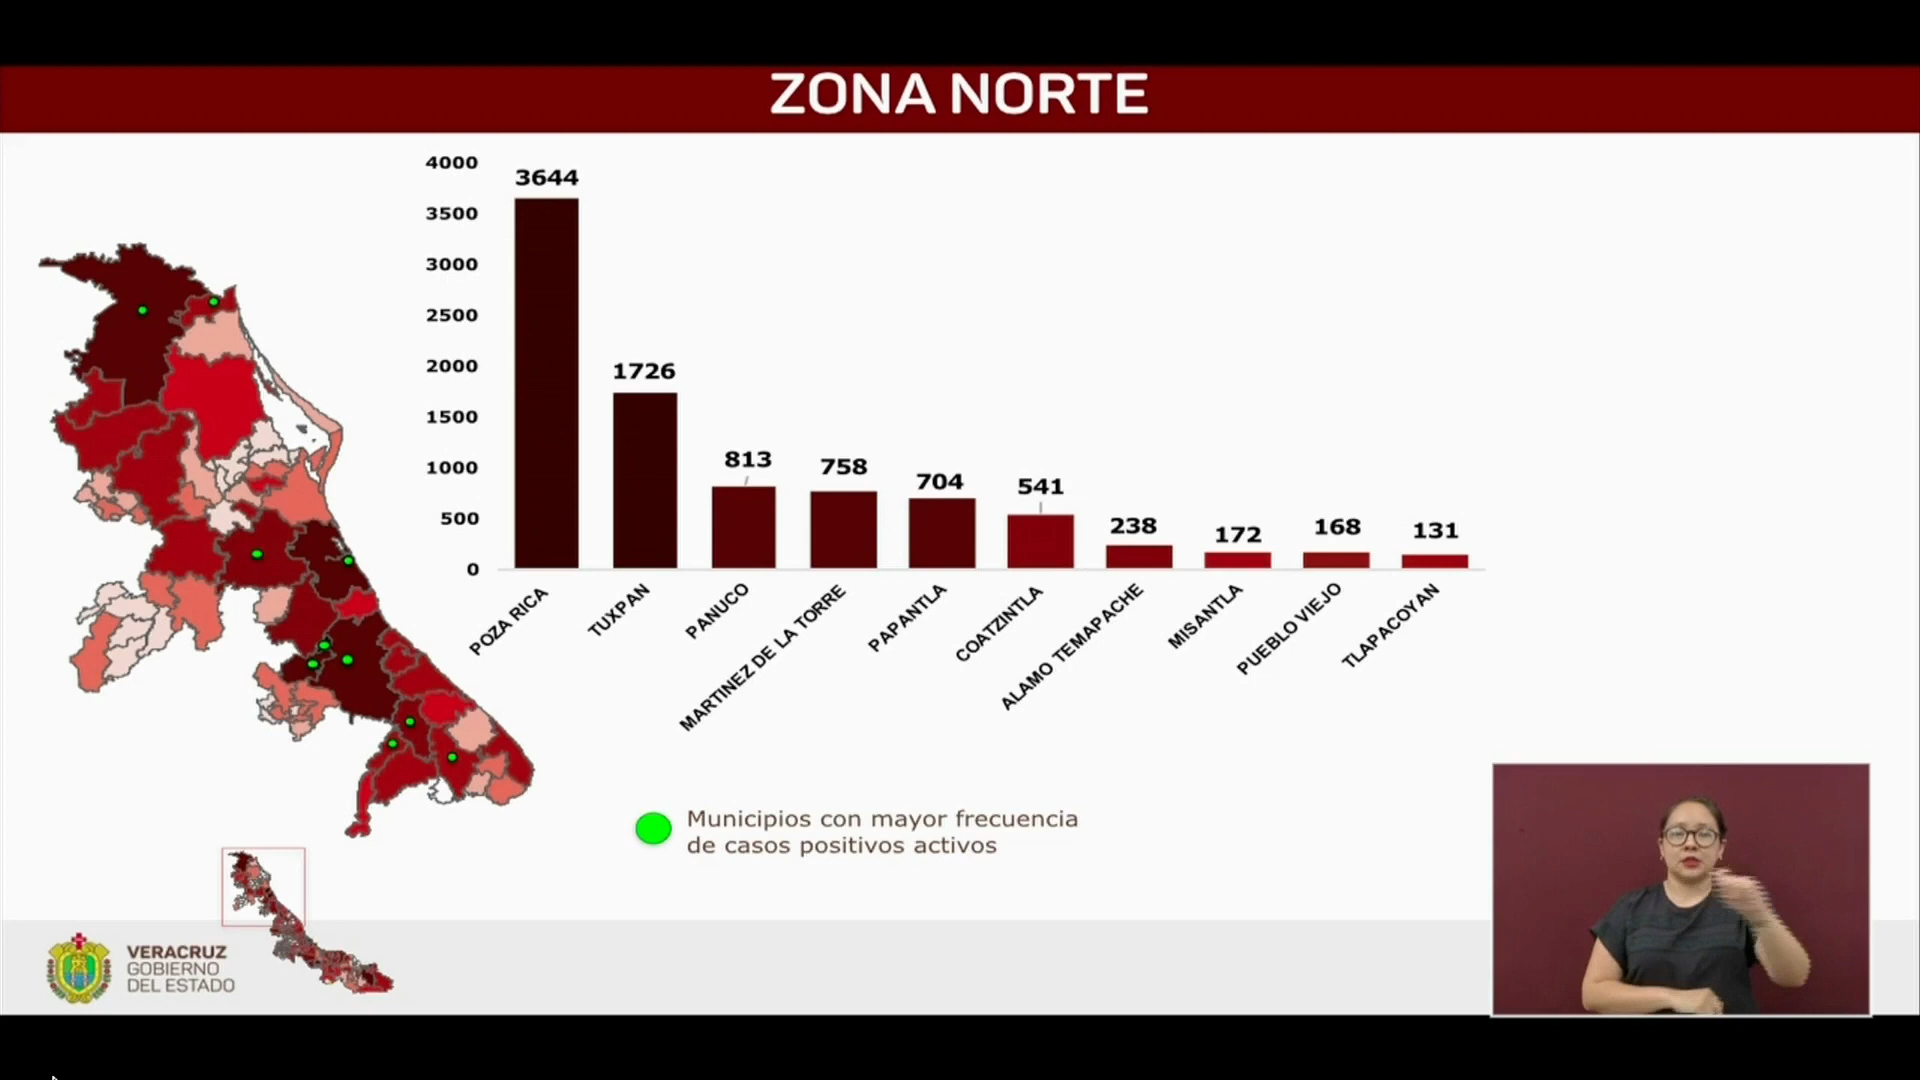 ZONA NORTE
4000
3500
3000
2500
2000
1500
1000
500
0
3644
1726
813
758
704
541
238
172
168
131
POZA RICA
TUXPAN
PANUCO
MARTINEZ DE LA TORRE
PAPANTLA
COATZINTLA
ALAMO TEMAPACHE
MISANTLA
PUEBLO VIEJO
TLAPACOYAN
Municipios con mayor frecuencia
de casos positivos activos
VERACRUZ
GOBIERNO
DEL ESTADO